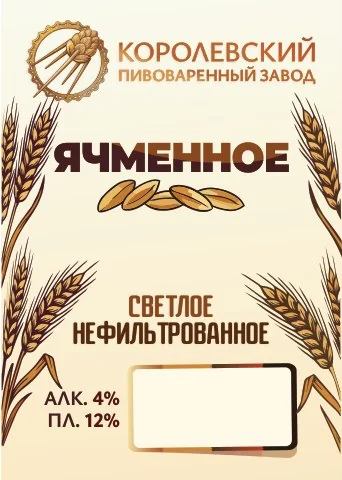 КОРОЛЕВСКИЙ
ПИВОВАРЕННЫЙ ЗАВОД
ЯЧМЕННОЕ
СВЕТЛОЕ
НЕФИЛЬТРОВАННОЕ
АЛК. 4%
ПЛ. 12%